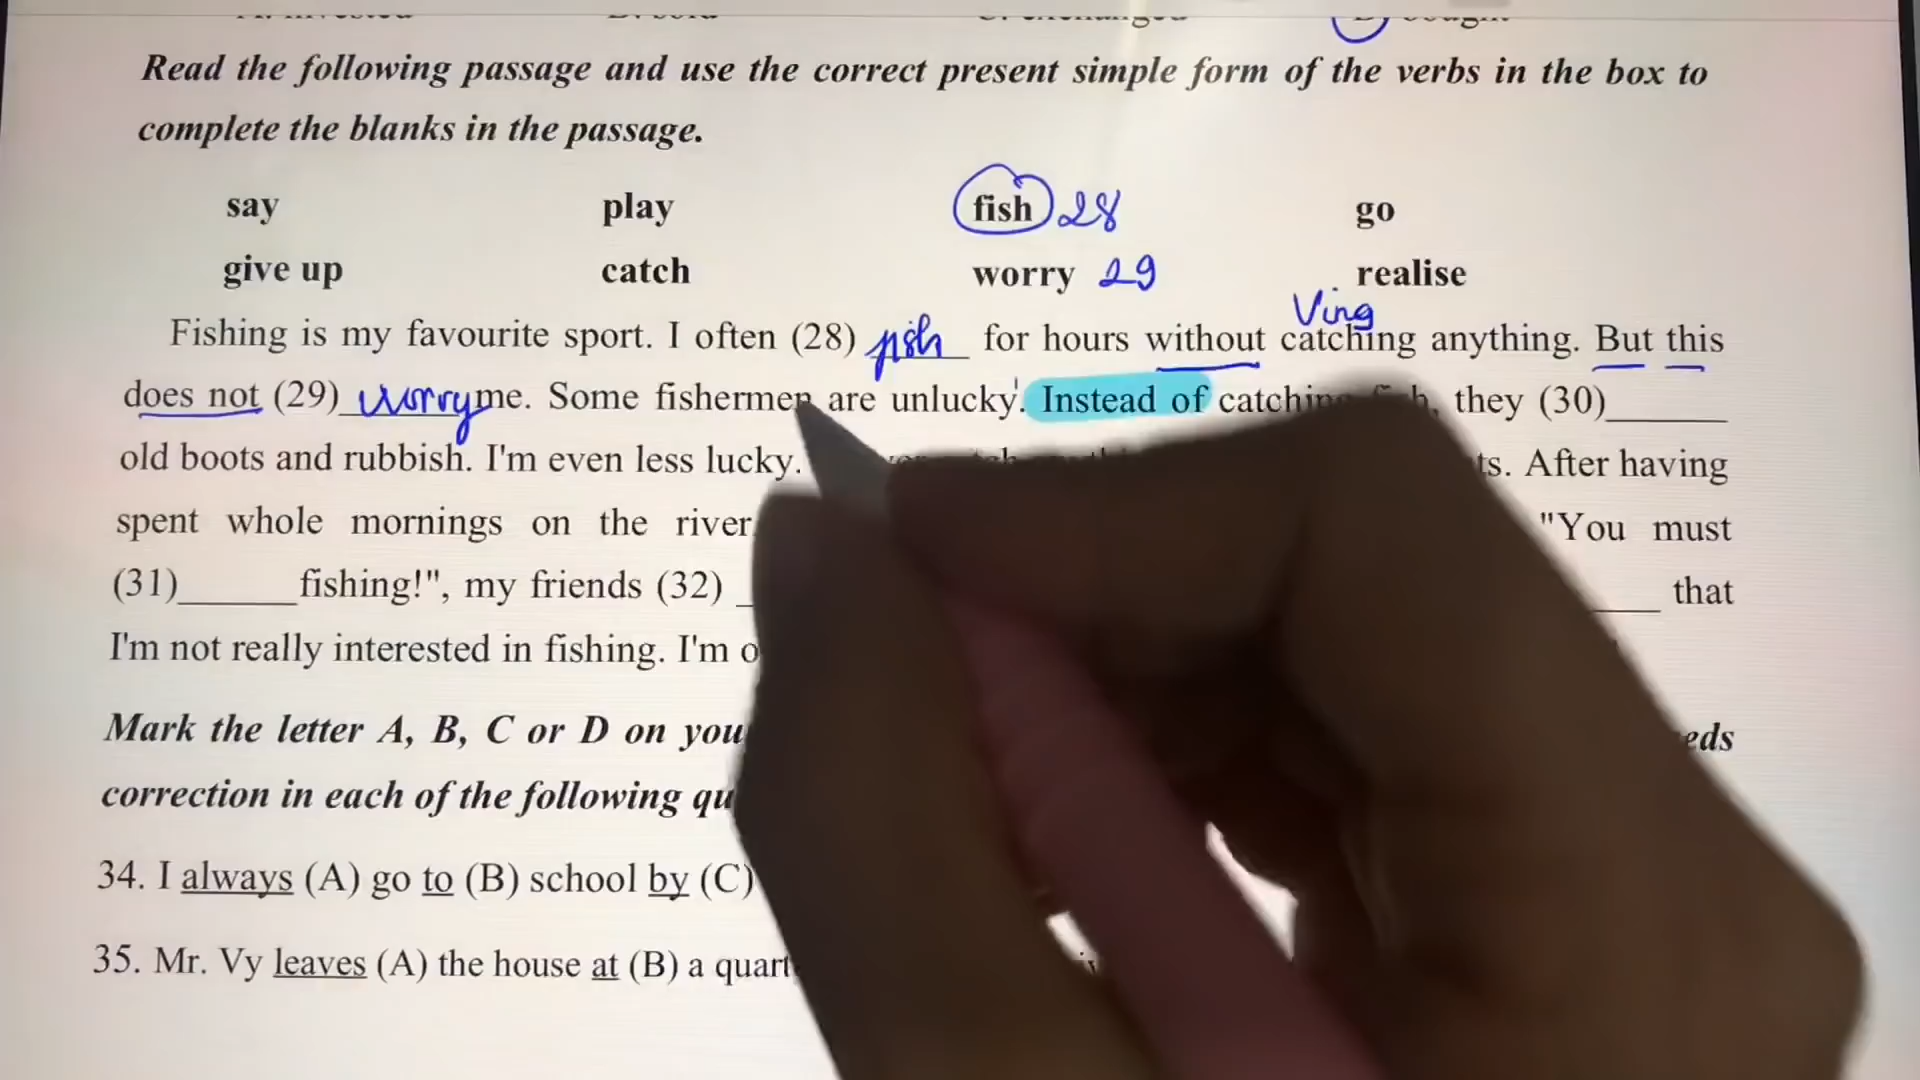 Read the following passage and use the correct present simple form of the verbs in the box to
complete the blanks in the passage.
say play fish 28 go
give up catch worry 29 realise
Ving
Fishing is my favourite sport. I often (28) fish for hours without catching anything. But this
does not (29) worry me. Some fishermen are unlucky. Instead of catching fish, they (30)______
old boots and rubbish. I'm even less lucky. ts. After having
spent whole mornings on the river "You must
(31)______fishing!", my friends (32) _ ____ that
I'm not really interested in fishing. I'm o
Mark the letter A, B, C or D on you eds
correction in each of the following qu
34. I always (A) go to (B) school by (C)
35. Mr. Vy leaves (A) the house at (B) a quart